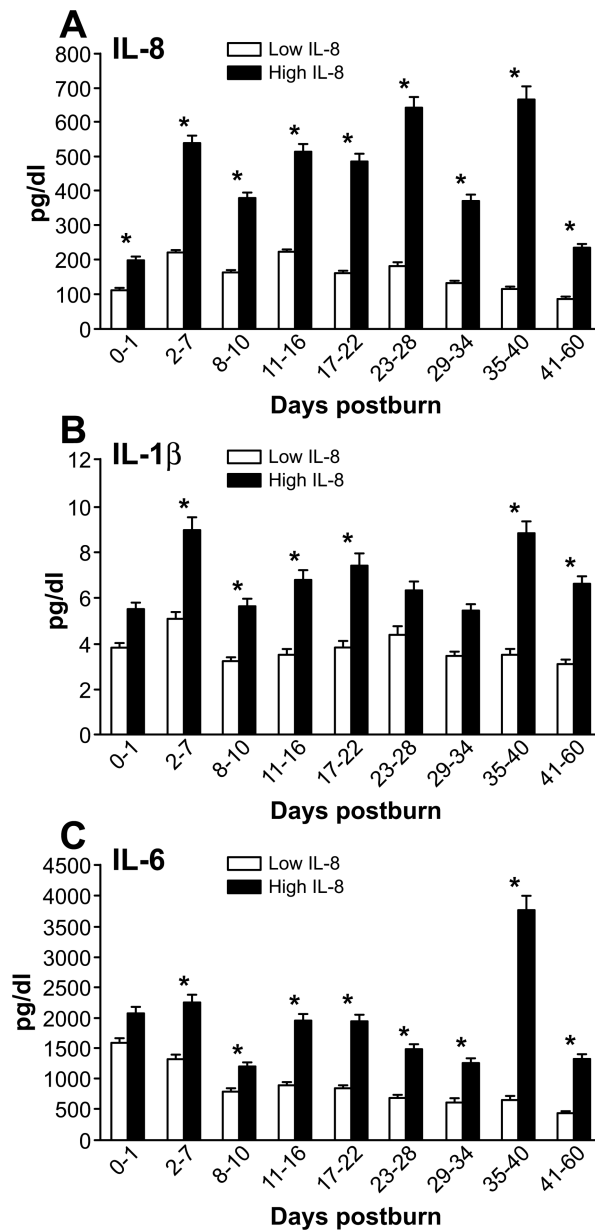 A
IL-8
Low IL-8
High IL-8
800
700
600
500
400
300
200
100
0
pg/dl
* * * * * * * * *
0-1 2-7 8-10 11-16 17-22 23-28 29-34 35-40 41-60
Days postburn
B
IL-1β
Low IL-8
High IL-8
12
10
8
6
4
2
0
pg/dl
* * * * * *
0-1 2-7 8-10 11-16 17-22 23-28 29-34 35-40 41-60
Days postburn
C
IL-6
Low IL-8
High IL-8
4500
4000
3500
3000
2500
2000
1500
1000
500
0
pg/dl
* * * * * * * *
0-1 2-7 8-10 11-16 17-22 23-28 29-34 35-40 41-60
Days postburn